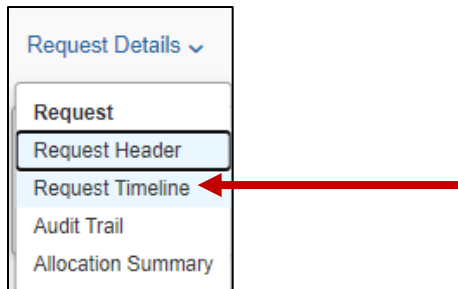 Request Details
Request
Request Header
Request Timeline
Audit Trail
Allocation Summary